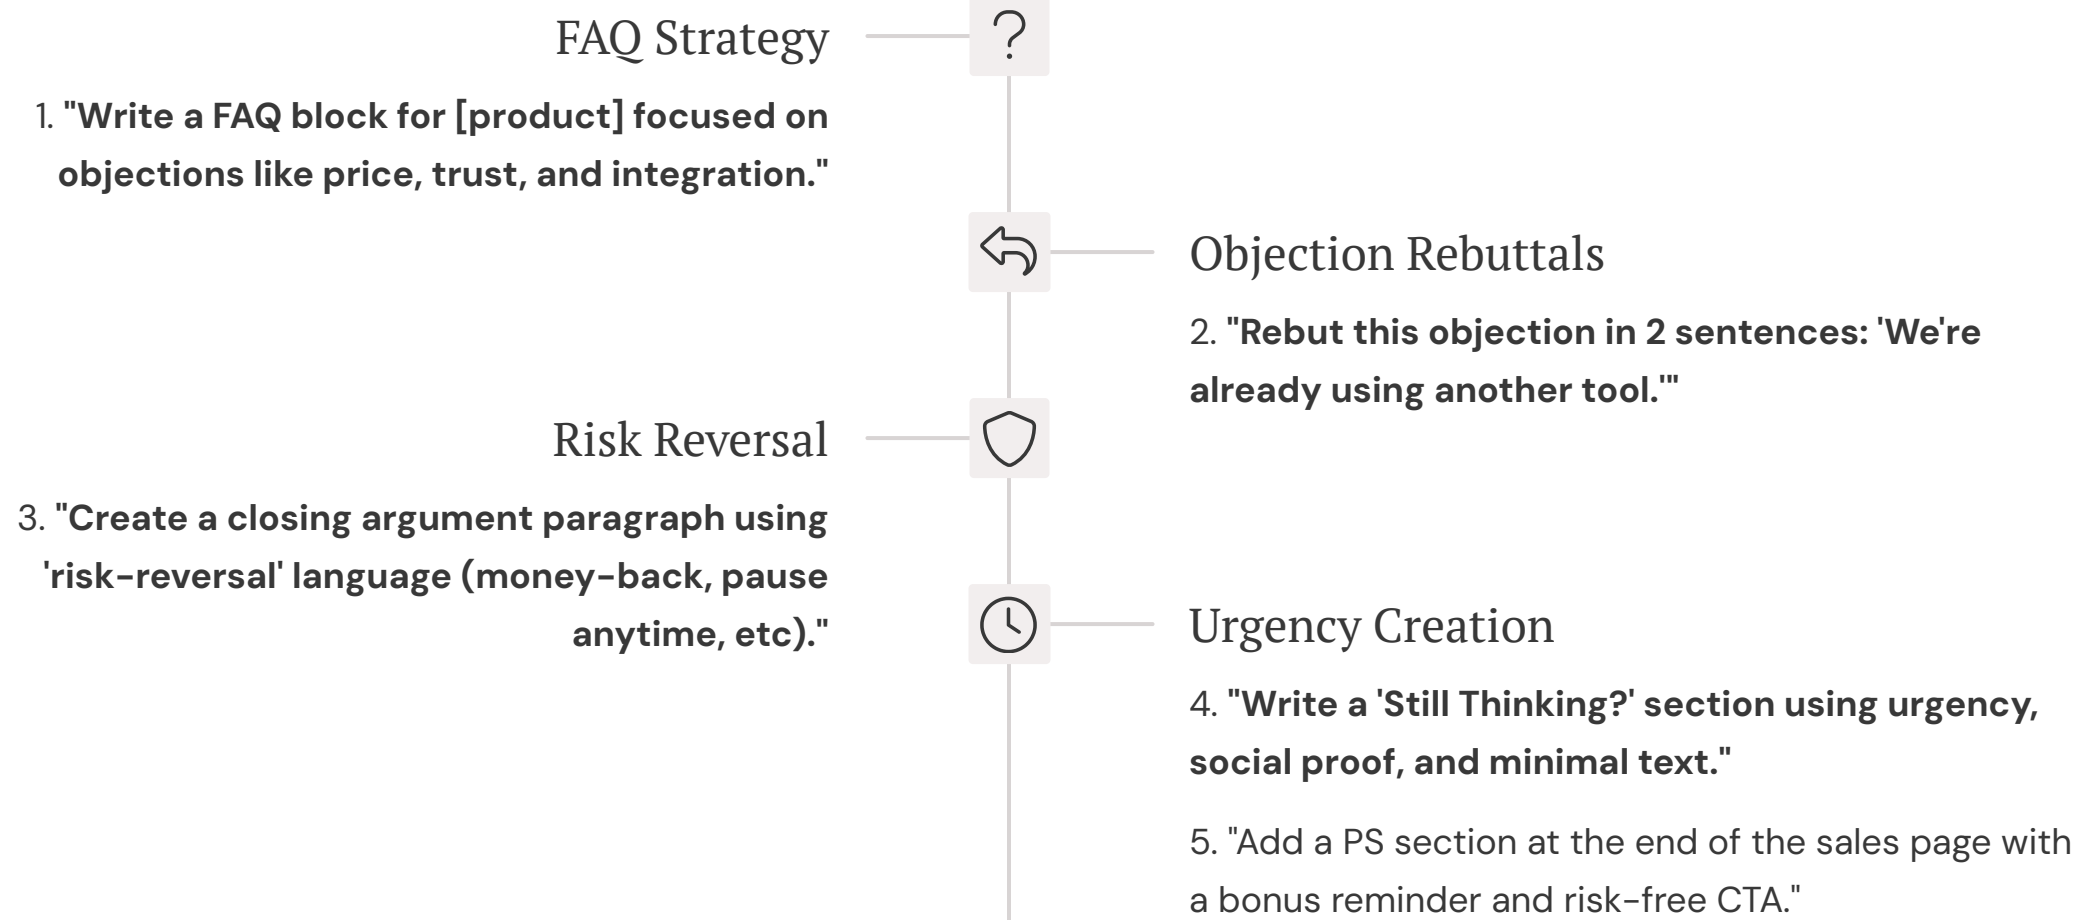 FAQ Strategy
1. "Write a FAQ block for [product] focused on
objections like price, trust, and integration."
Objection Rebuttals
2. "Rebut this objection in 2 sentences: 'We're
already using another tool.'"
Risk Reversal
3. "Create a closing argument paragraph using
'risk-reversal' language (money-back, pause
anytime, etc)."
Urgency Creation
4. "Write a 'Still Thinking?' section using urgency,
social proof, and minimal text."
5. "Add a PS section at the end of the sales page with
a bonus reminder and risk-free CTA."